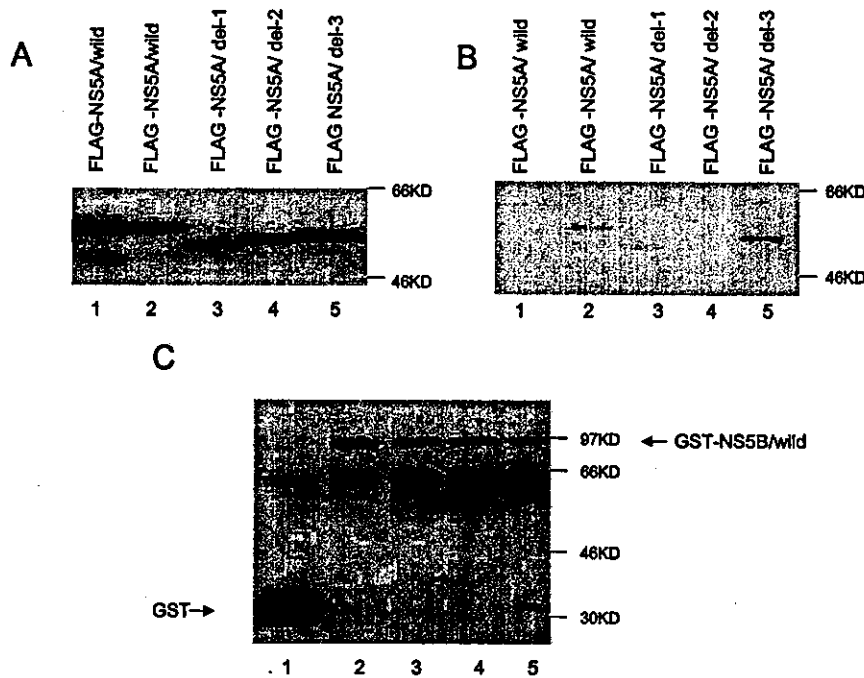 A
FLAG-NS5A/wild
FLAG -NS5A/wild
FLAG -NS5A/ del-1
FLAG -NS5A/ del-2
FLAG NS5A/ del-3
66KD
46KD
1 2 3 4 5
B
FLAG -NS5A/ wild
FLAG -NS5A/ wild
FLAG -NS5A/ del-1
FLAG -NS5A/ del-2
FLAG -NS5A/ del-3
66KD
46KD
1 2 3 4 5
C
97KD ← GST-NS5B/wild
66KD
46KD
GST→
30KD
1 2 3 4 5